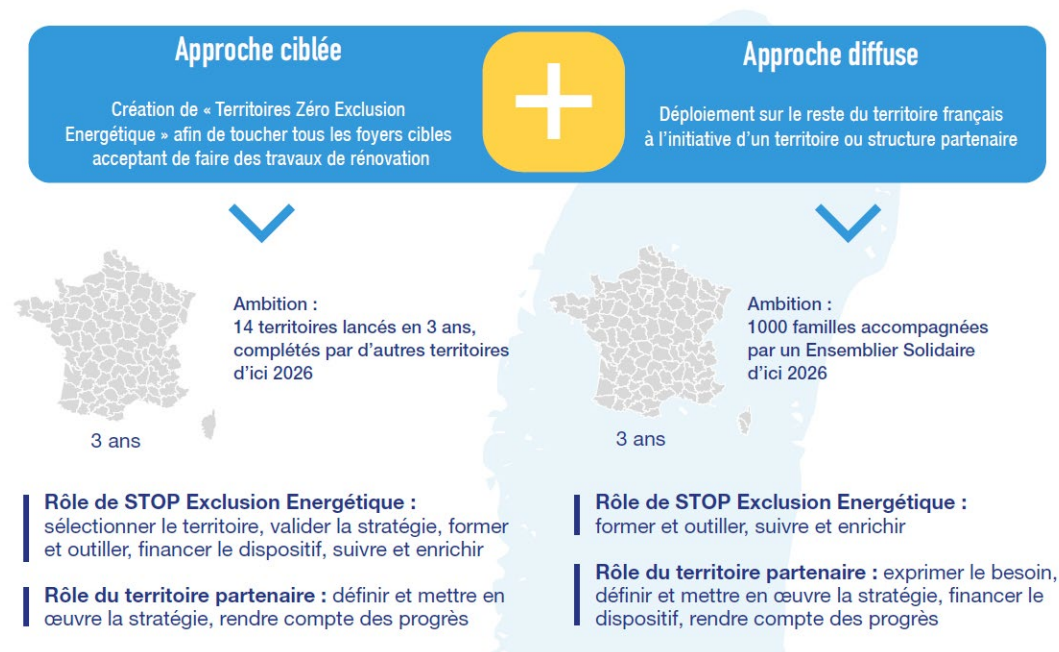 Approche ciblée
Création de « Territoires Zéro Exclusion
Energétique » afin de toucher tous les foyers cibles
acceptant de faire des travaux de rénovation
+
Approche diffuse
Déploiement sur le reste du territoire français
à l'initiative d'un territoire ou structure partenaire
Ambition :
14 territoires lancés en 3 ans,
complétés par d'autres territoires
d'ici 2026
3 ans
Ambition :
1000 familles accompagnées
par un Ensemblier Solidaire
d'ici 2026
3 ans
Rôle de STOP Exclusion Energétique :
sélectionner le territoire, valider la stratégie, former
et outiller, financer le dispositif, suivre et enrichir
Rôle du territoire partenaire : définir et mettre en
œuvre la stratégie, rendre compte des progrès
Rôle de STOP Exclusion Energétique :
former et outiller, suivre et enrichir
Rôle du territoire partenaire : exprimer le besoin,
définir et mettre en œuvre la stratégie, financer le
dispositif, rendre compte des progrès